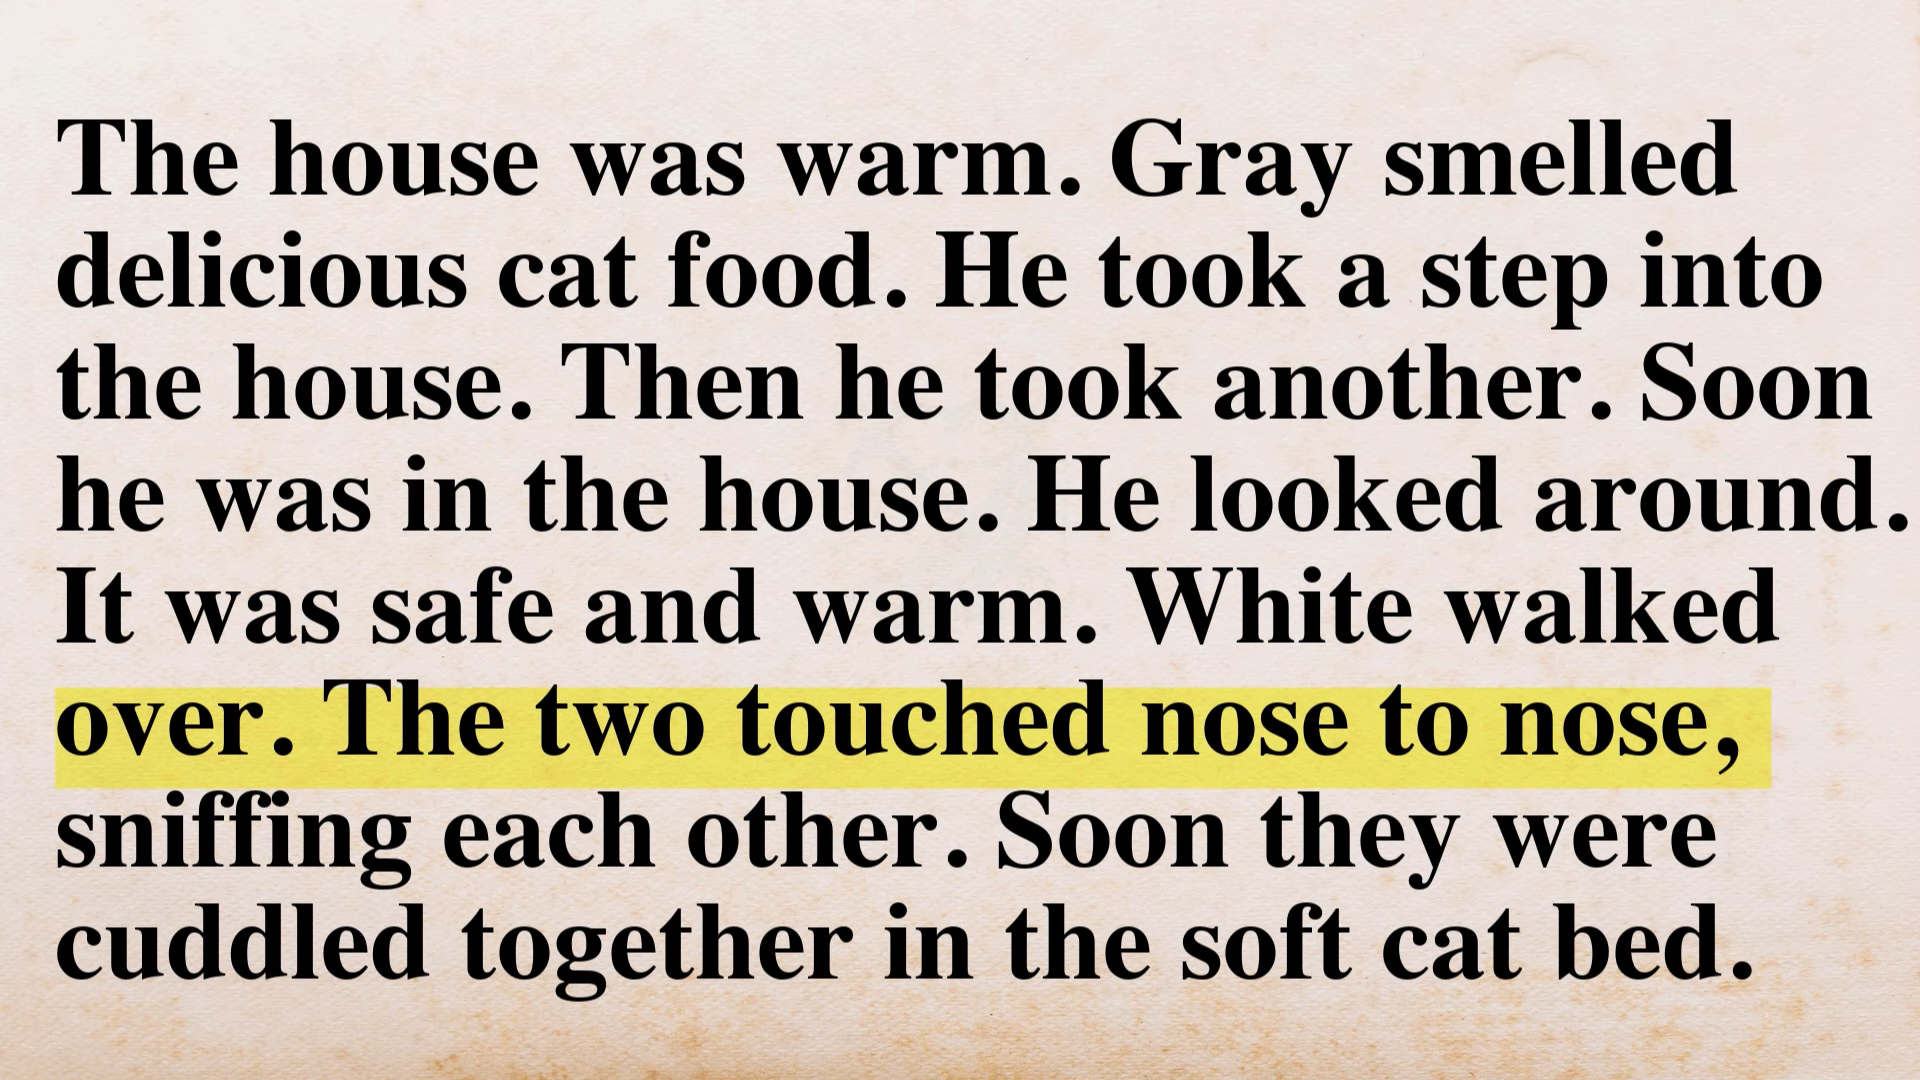 The house was warm. Gray smelled
delicious cat food. He took a step into
the house. Then he took another. Soon
he was in the house. He looked around.
It was safe and warm. White walked
over. The two touched nose to nose,
sniffing each other. Soon they were
cuddled together in the soft cat bed.